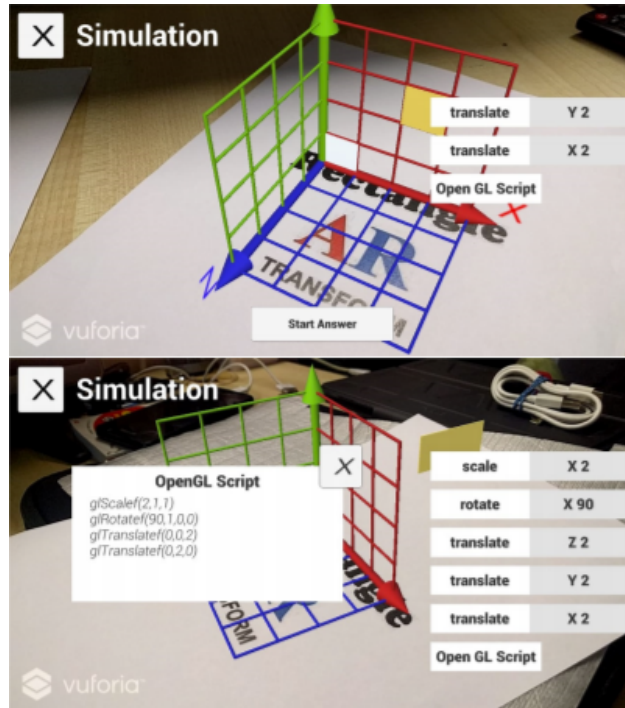 X Simulation
translate Y 2
translate X 2
Open GL Script
Rectangle
X
AR
TRANSFORM
Z
Start Answer
vuforia
X Simulation
X
OpenGL Script
glScalef(2,1,1)
glRotatef(90,1,0,0)
glTranslatef(0,0,2)
glTranslatef(0,2,0)
scale X 2
rotate X 90
translate Z 2
translate Y 2
translate X 2
Open GL Script
angle
FORM
vuforia